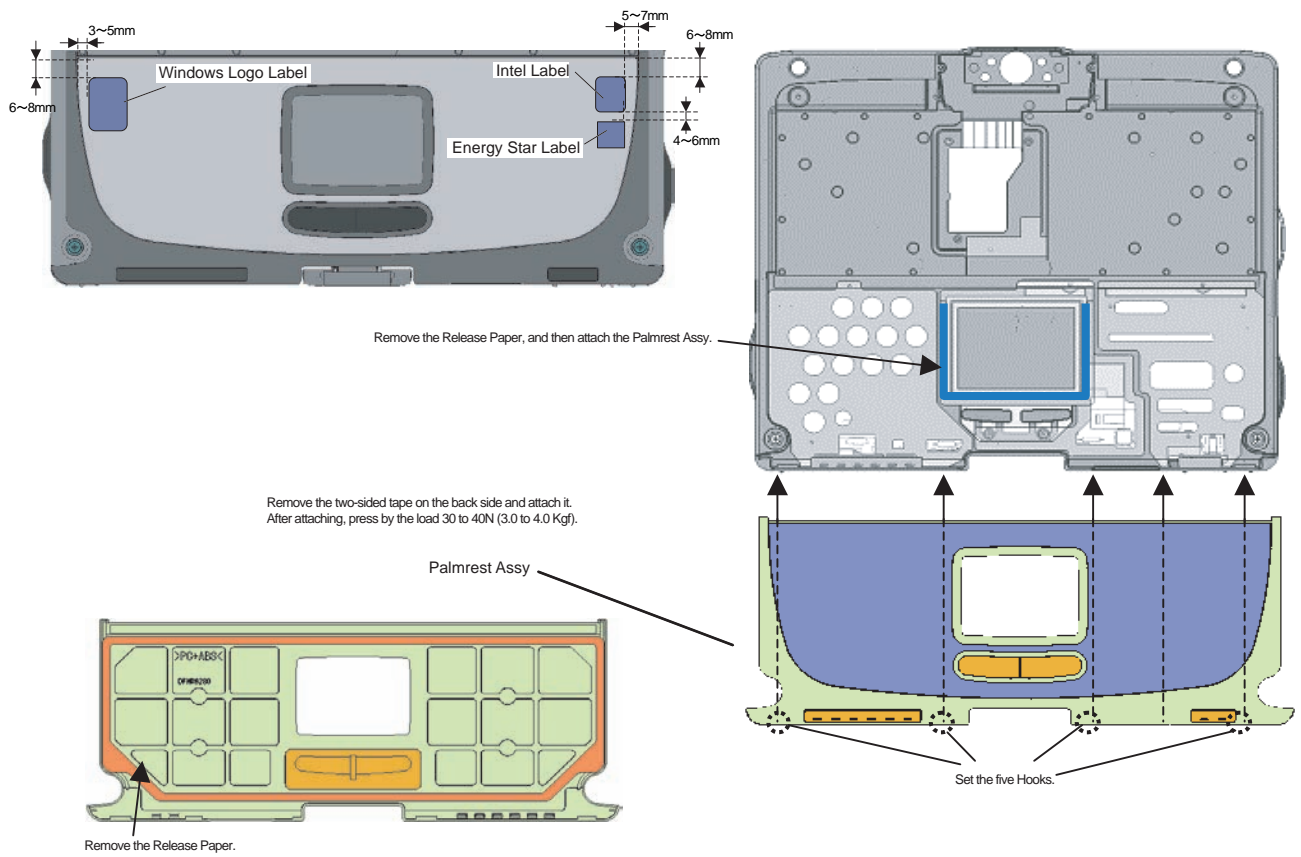 3～5mm
5～7mm
6～8mm
Windows Logo Label
Intel Label
6～8mm
Energy Star Label
4～6mm
Remove the Release Paper, and then attach the Palmrest Assy.
Remove the two-sided tape on the back side and attach it.
After attaching, press by the load 30 to 40N (3.0 to 4.0 Kgf).
Palmrest Assy
>PC+ABS<
Set the five Hooks.
Remove the Release Paper.